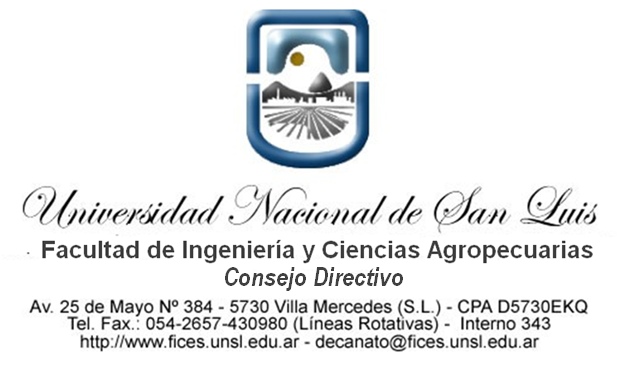 Universidad Nacional de San Luis
Facultad de Ingeniería y Ciencias Agropecuarias
Consejo Directivo
Av. 25 de Mayo Nº 384 - 5730 Villa Mercedes (S.L.) - CPA D5730EKQ
Tel. Fax.: 054-2657-430980 (Líneas Rotativas) - Interno 343
http://www.fices.unsl.edu.ar - decanato@fices.unsl.edu.ar